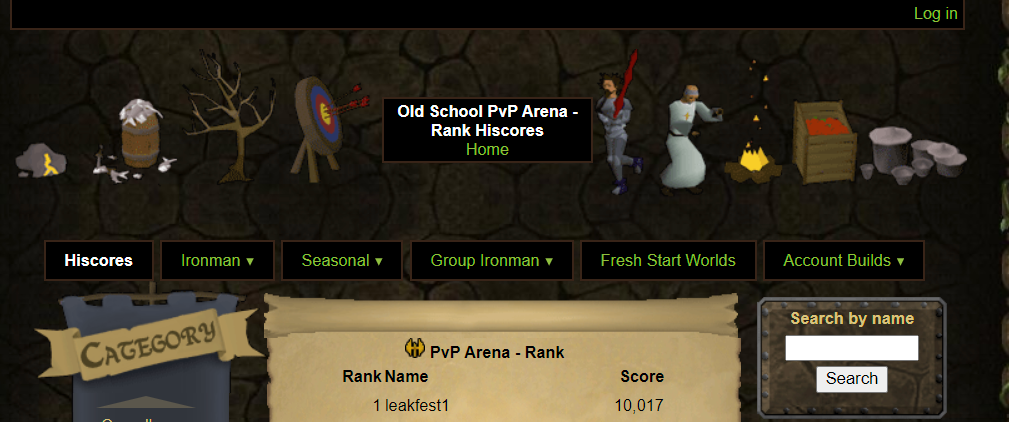 Log in
Old School PvP Arena -
Rank Hiscores
Home
Hiscores
Ironman ▾
Seasonal ▾
Group Ironman ▾
Fresh Start Worlds
Account Builds ▾
CATEGORY
PvP Arena - Rank
Rank Name Score
1 leakfest1 10,017
Search by name
Search